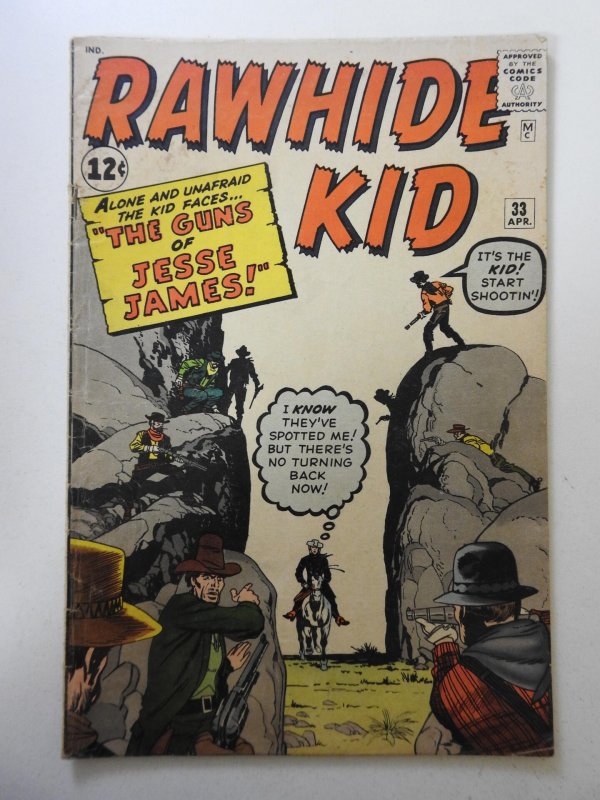 IND.
RAWHIDE
KID
APPROVED
BY THE
COMICS
CODE
CA
AUTHORITY
M
C
12¢
ALONE AND UNAFRAID
THE KID FACES...
"THE GUNS
OF
JESSE
JAMES!"
33
APR.
IT'S THE
KID!
START
SHOOTIN'!
I KNOW
THEY'VE
SPOTTED ME!
BUT THERE'S
NO TURNING
BACK
NOW!